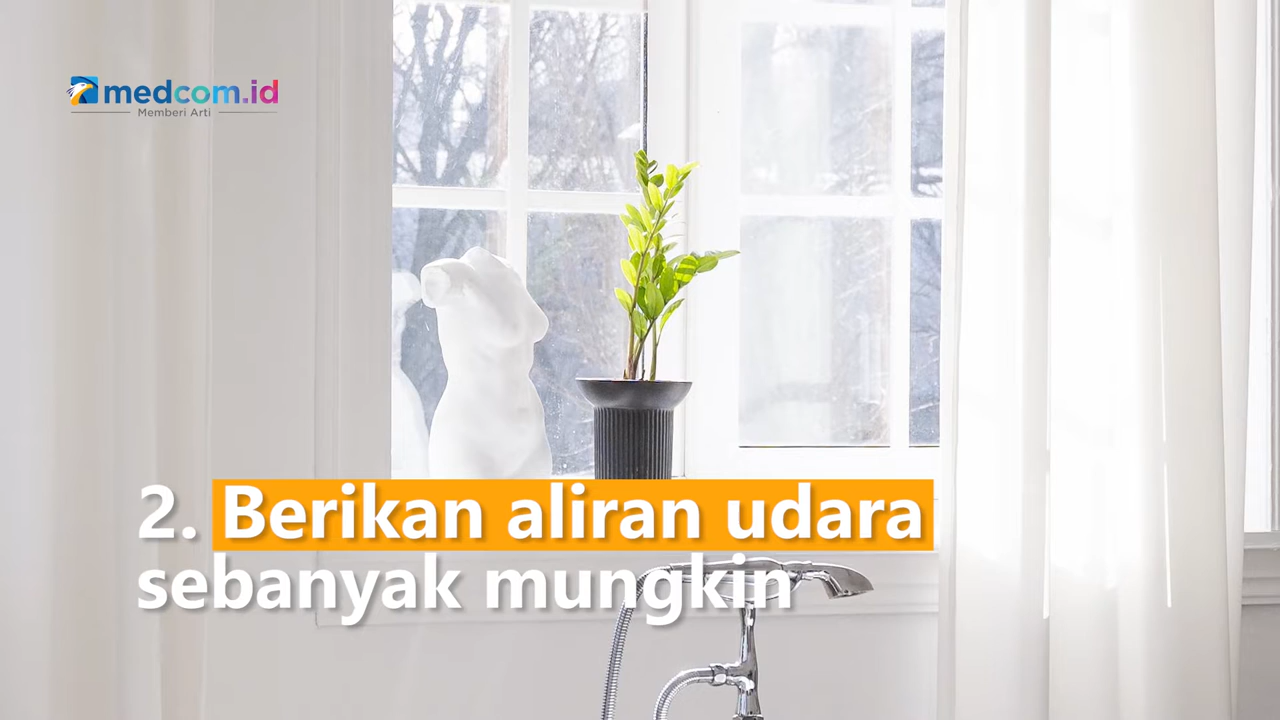 medcom.id
Memberi Arti
2. Berikan aliran udara
sebanyak mungkin